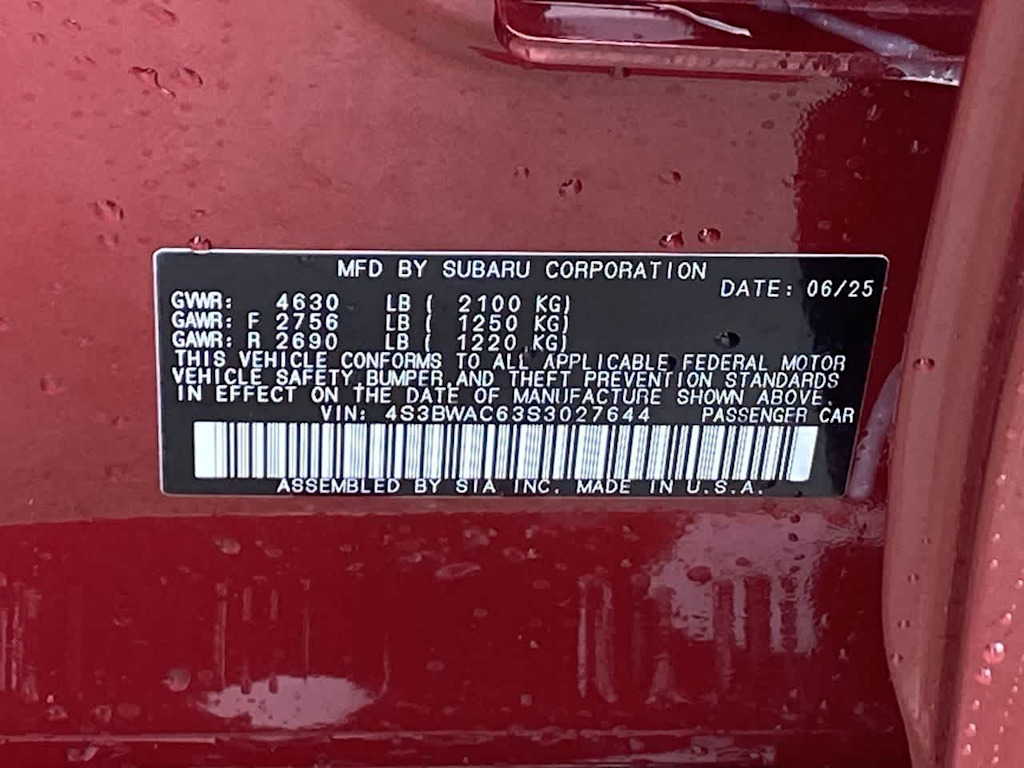 MFD BY SUBARU CORPORATION
DATE: 06/25
GVWR: 4630 LB ( 2100 KG)
GAWR: F 2756 LB ( 1250 KG)
GAWR: R 2690 LB ( 1220 KG)
THIS VEHICLE CONFORMS TO ALL APPLICABLE FEDERAL MOTOR
VEHICLE SAFETY,BUMPER,AND THEFT PREVENTION STANDARDS
IN EFFECT ON THE DATE OF MANUFACTURE SHOWN ABOVE.
VIN: 4S3BWAC63S3027644 PASSENGER CAR
ASSEMBLED BY SIA INC. MADE IN U.S.A.